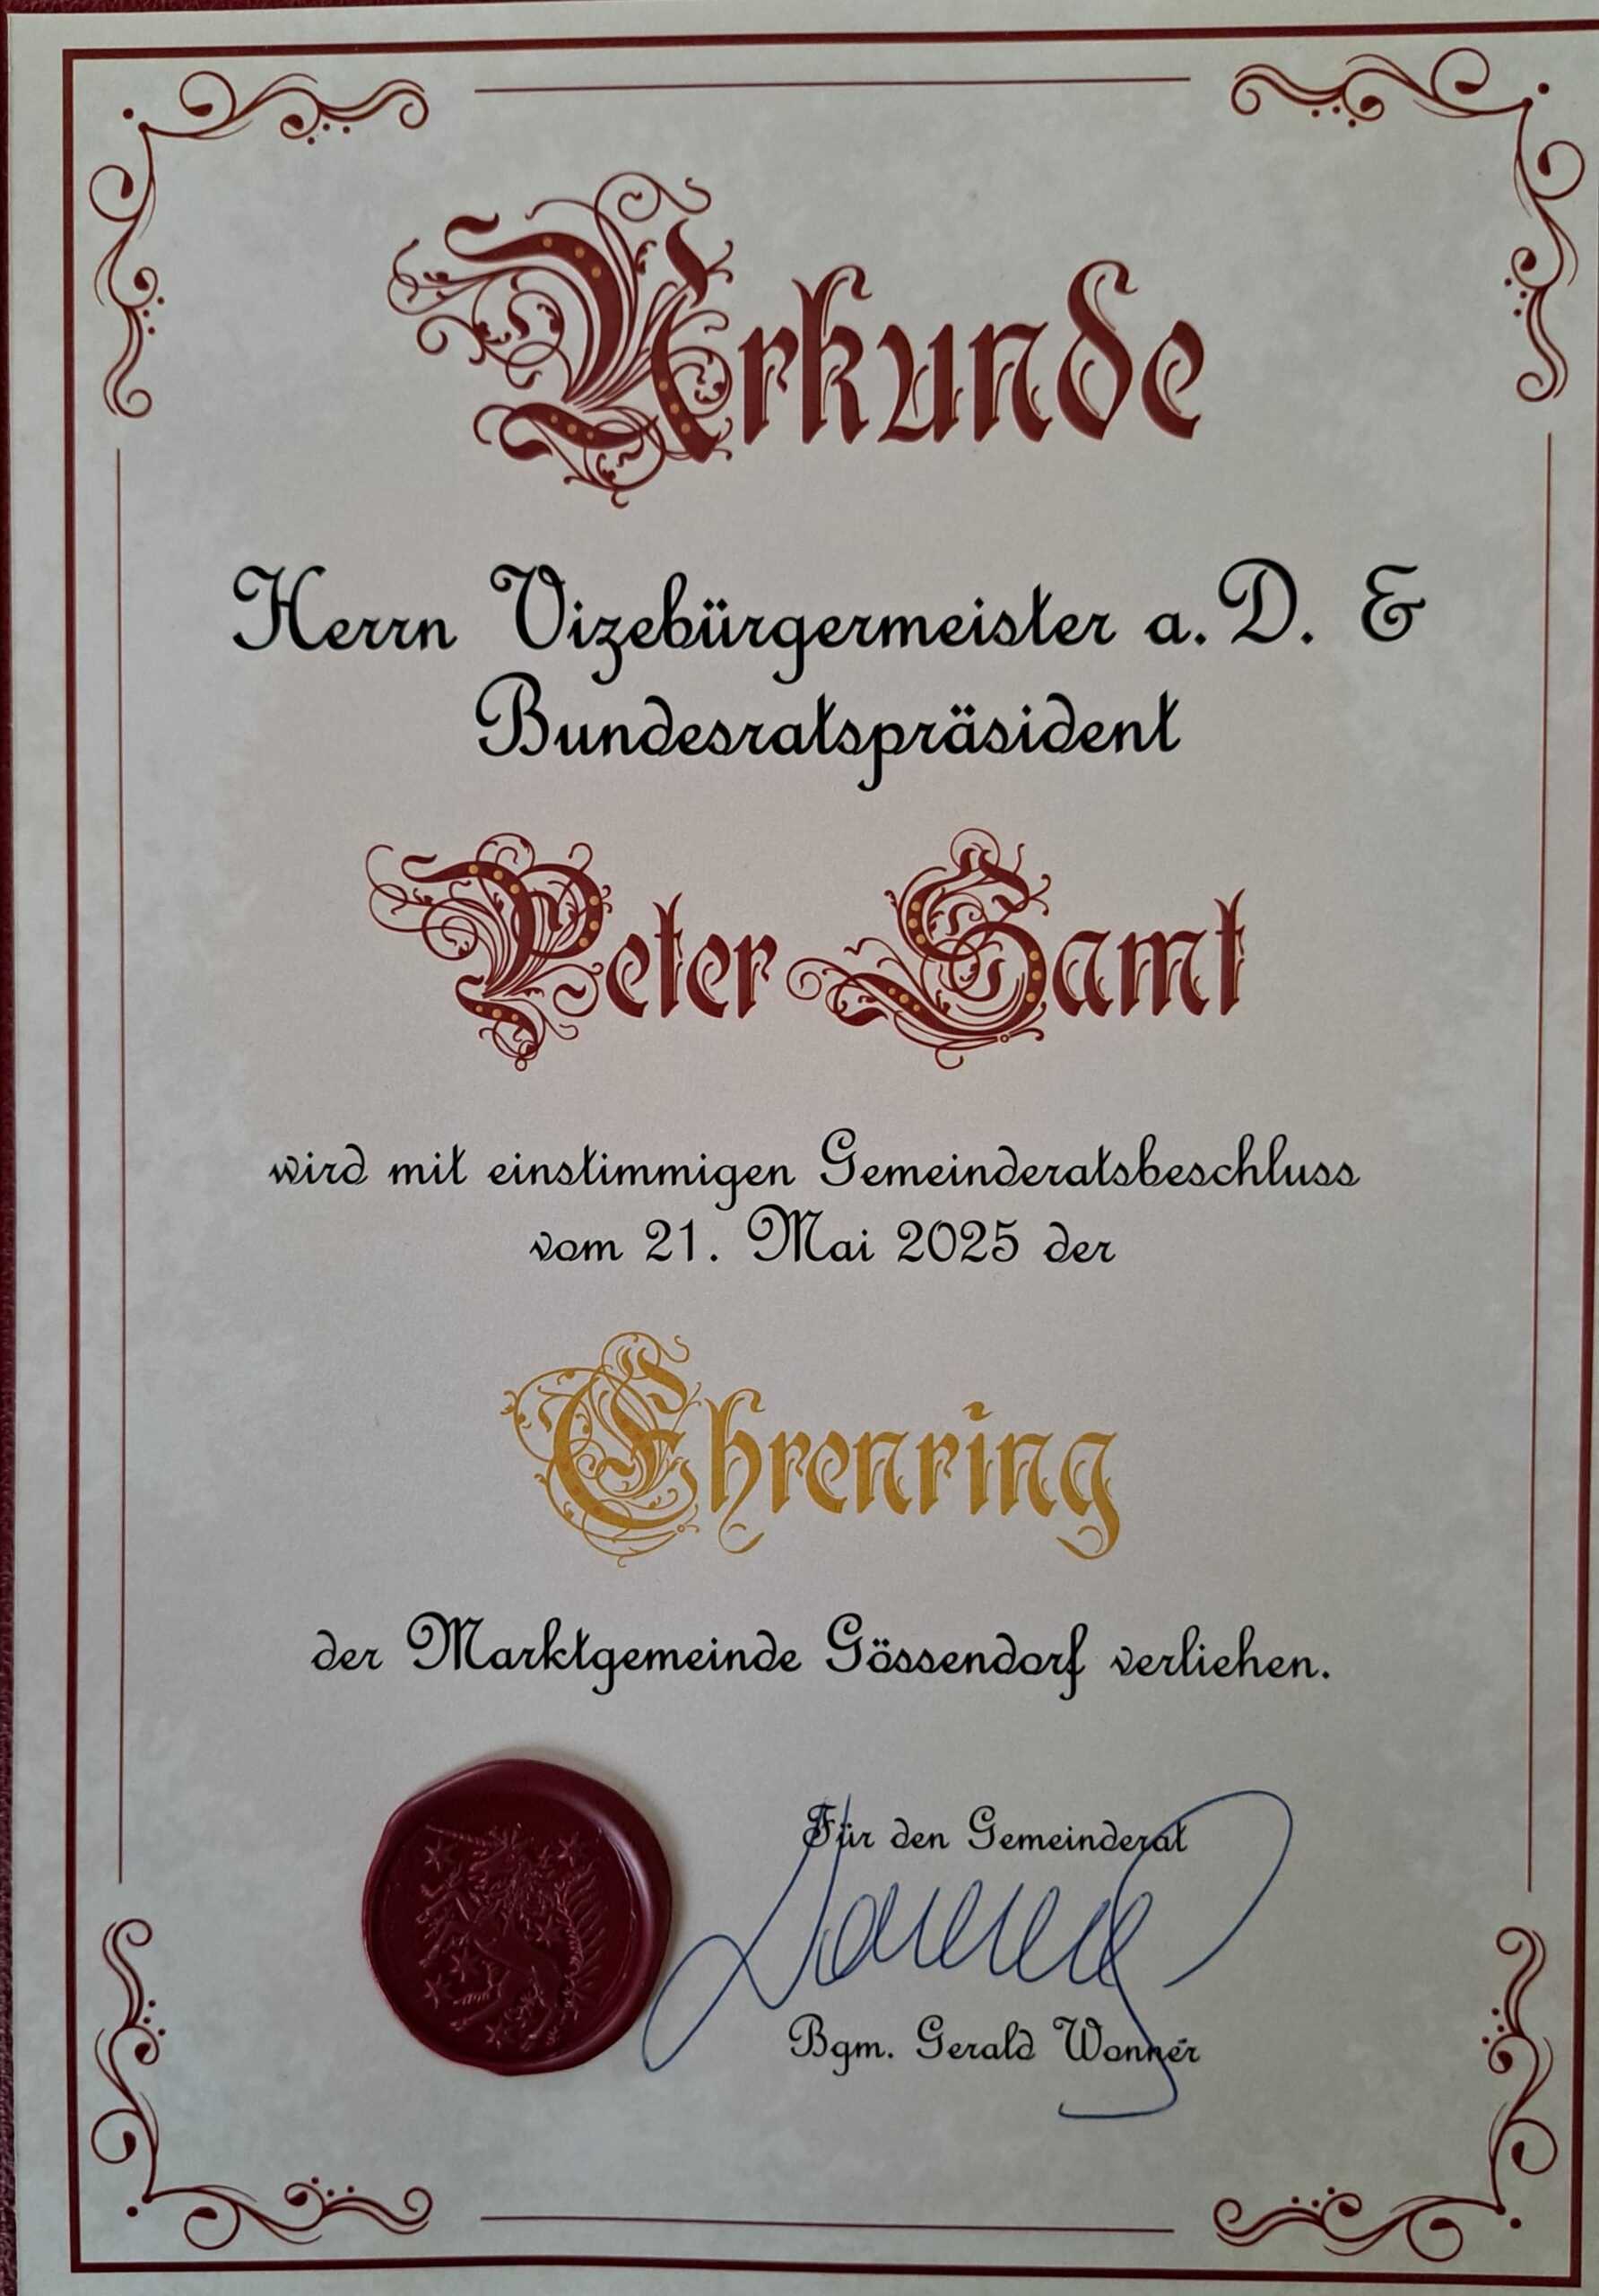 Urkunde
Herrn Vizebürgermeister a. D. &
Bundesratspräsident
Peter Samt
wird mit einstimmigen Gemeinderatsbeschluss
vom 21. Mai 2025 der
Ehrenring
der Marktgemeinde Gössendorf verliehen.
Für den Gemeinderat
Bgm. Gerald Wonner